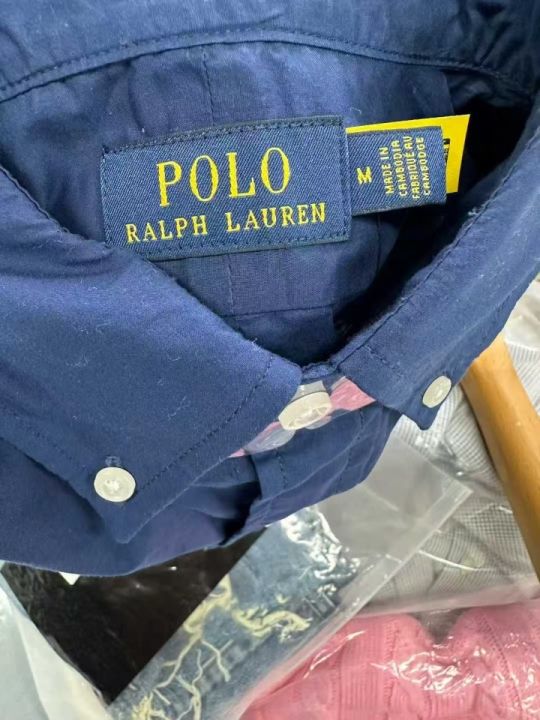 POLO
RALPH LAUREN
M
MADE IN
CAMBODIA
FABRIQUÉ AU
CAMBODGE